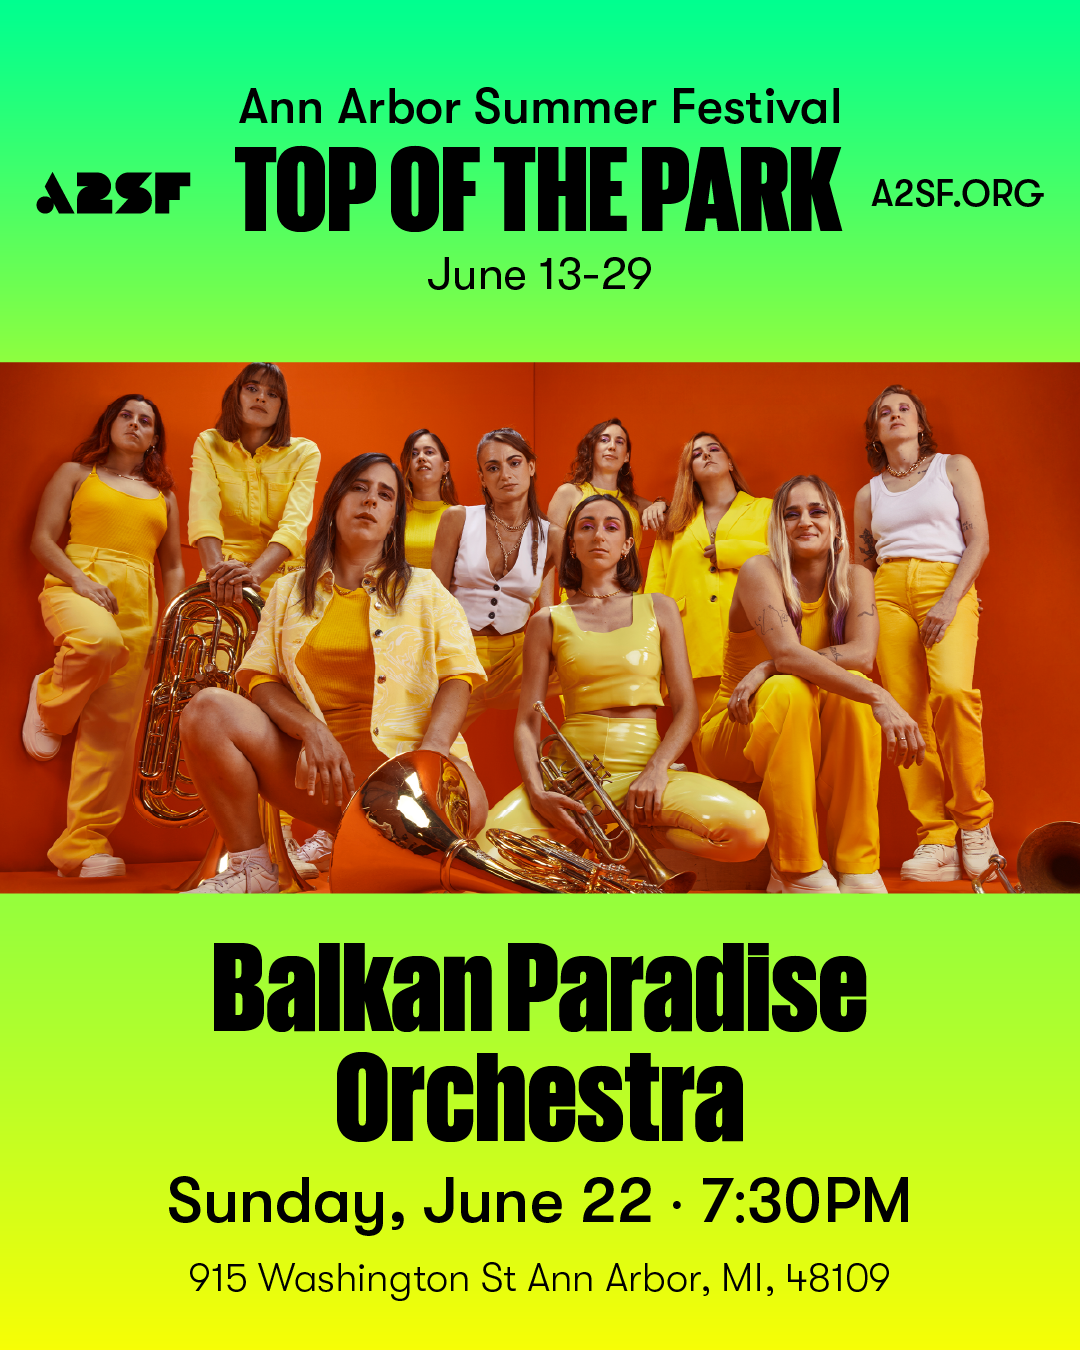 Ann Arbor Summer Festival
A2SF
TOP OF THE PARK
A2SF.ORG
June 13-29
Balkan Paradise
Orchestra
Sunday, June 22 · 7:30PM
915 Washington St Ann Arbor, MI, 48109